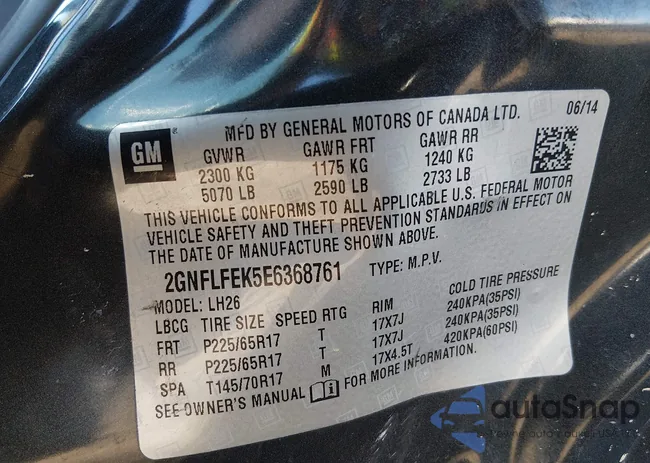 MFD BY GENERAL MOTORS OF CANADA LTD. 06/14
GM
GVWR GAWR FRT GAWR RR
2300 KG 1175 KG 1240 KG
5070 LB 2590 LB 2733 LB
THIS VEHICLE CONFORMS TO ALL APPLICABLE U.S. FEDERAL MOTOR
VEHICLE SAFETY AND THEFT PREVENTION STANDARDS IN EFFECT ON
THE DATE OF MANUFACTURE SHOWN ABOVE.
2GNFLFEK5E6368761 TYPE: M.P.V.
MODEL: LH26
LBCG TIRE SIZE SPEED RTG RIM COLD TIRE PRESSURE
FRT P225/65R17 T 17X7J 240KPA(35PSI)
RR P225/65R17 T 17X7J 240KPA(35PSI)
SPA T145/70R17 M 17X4.5T 420KPA(60PSI)
SEE OWNER'S MANUAL FOR MORE INFORMATION.
autoSnap